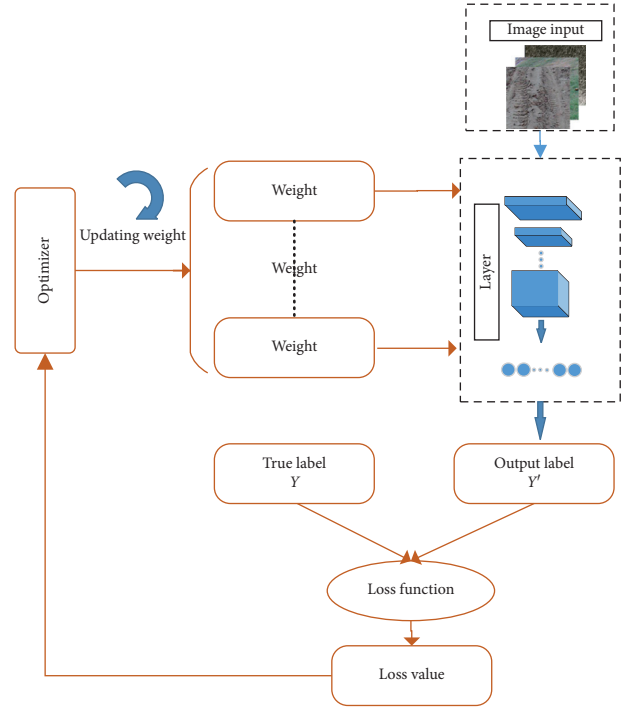 Image input
Weight
Updating weight
Weight
Optimizer
Layer
Weight
True label
Y
Output label
Y′
Loss function
Loss value